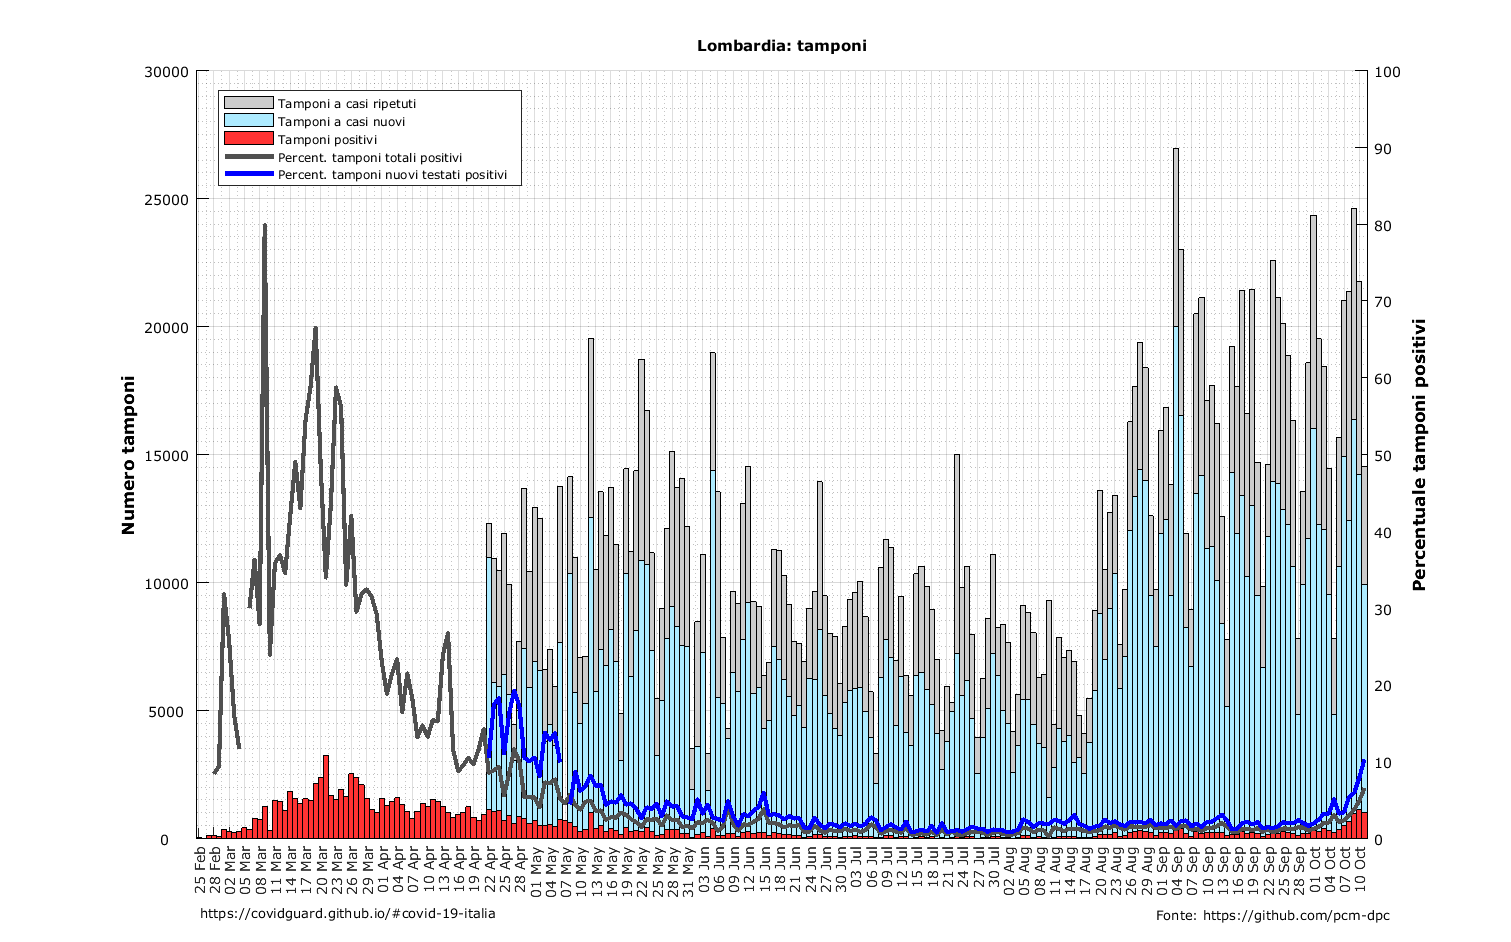 Lombardia: tamponi
30000
25000
20000
15000
10000
5000
0
Numero tamponi
Tamponi a casi ripetuti
Tamponi a casi nuovi
Tamponi positivi
Percent. tamponi totali positivi
Percent. tamponi nuovi testati positivi
100
90
80
70
60
50
40
30
20
10
0
Percentuale tamponi positivi
25 Feb
28 Feb
02 Mar
05 Mar
08 Mar
11 Mar
14 Mar
17 Mar
20 Mar
23 Mar
26 Mar
29 Mar
01 Apr
04 Apr
07 Apr
10 Apr
13 Apr
16 Apr
19 Apr
22 Apr
25 Apr
28 Apr
01 May
04 May
07 May
10 May
13 May
16 May
19 May
22 May
25 May
28 May
31 May
03 Jun
06 Jun
09 Jun
12 Jun
15 Jun
18 Jun
21 Jun
24 Jun
27 Jun
30 Jun
03 Jul
06 Jul
09 Jul
12 Jul
15 Jul
18 Jul
21 Jul
24 Jul
27 Jul
30 Jul
02 Aug
05 Aug
08 Aug
11 Aug
14 Aug
17 Aug
20 Aug
23 Aug
26 Aug
29 Aug
01 Sep
04 Sep
07 Sep
10 Sep
13 Sep
16 Sep
19 Sep
22 Sep
25 Sep
28 Sep
01 Oct
04 Oct
07 Oct
10 Oct
https://covidguard.github.io/#covid-19-italia
Fonte: https://github.com/pcm-dpc